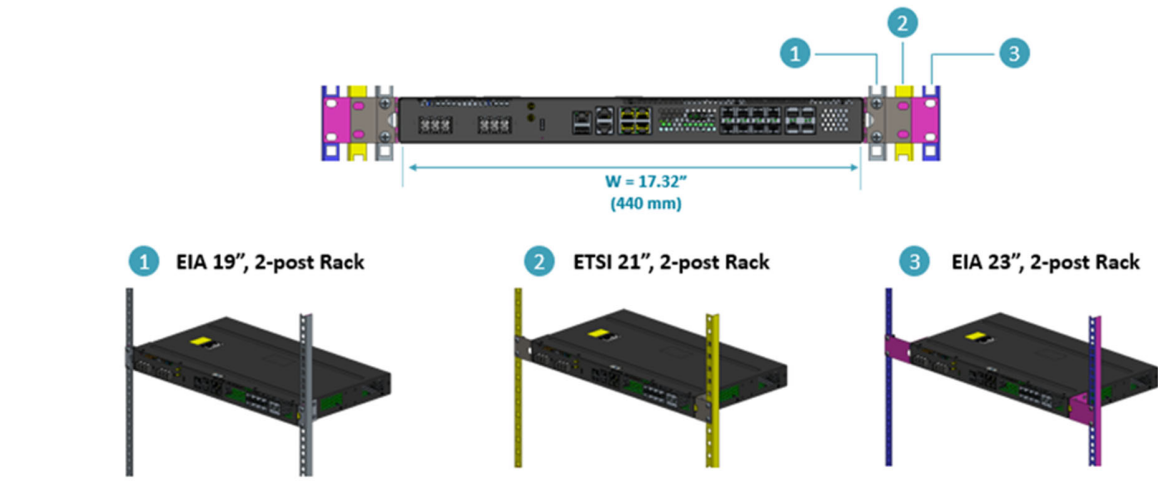 2
1
3
W = 17.32”
(440 mm)
1 EIA 19”, 2-post Rack
2 ETSI 21”, 2-post Rack
3 EIA 23”, 2-post Rack